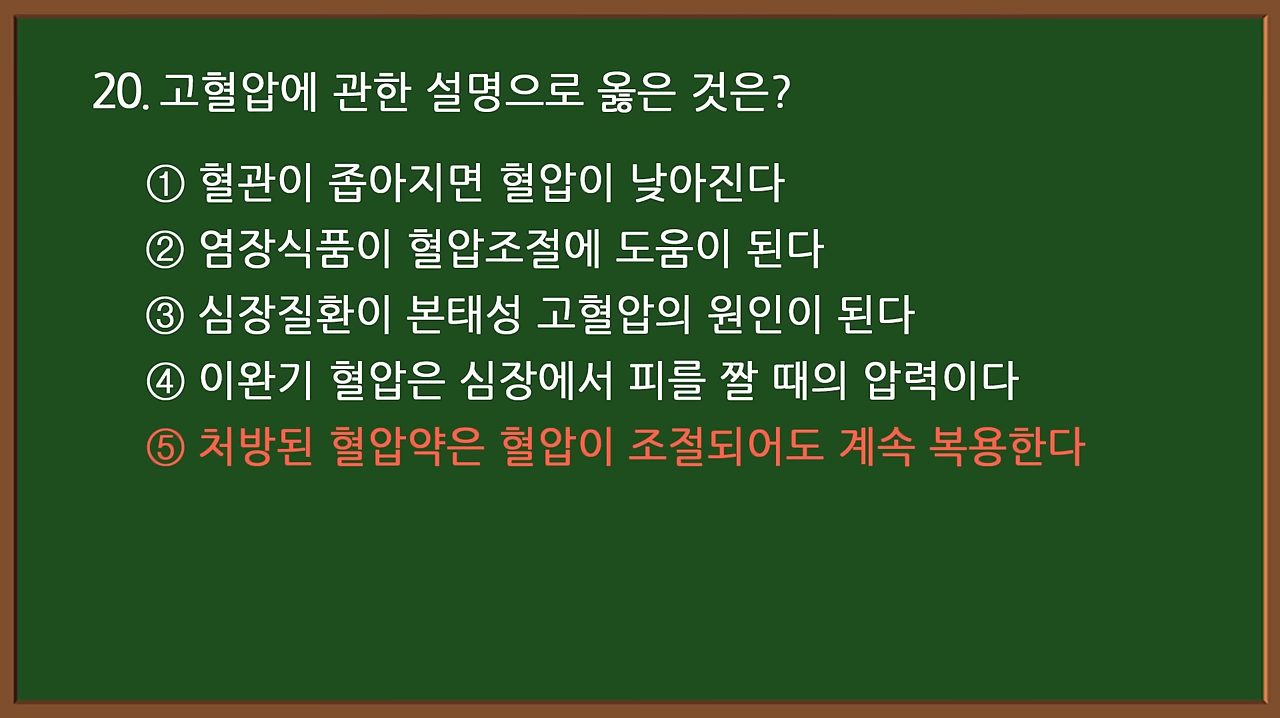 20. 고혈압에 관한 설명으로 옳은 것은?
① 혈관이 좁아지면 혈압이 낮아진다
② 염장식품이 혈압조절에 도움이 된다
③ 심장질환이 본태성 고혈압의 원인이 된다
④ 이완기 혈압은 심장에서 피를 짤 때의 압력이다
⑤ 처방된 혈압약은 혈압이 조절되어도 계속 복용한다